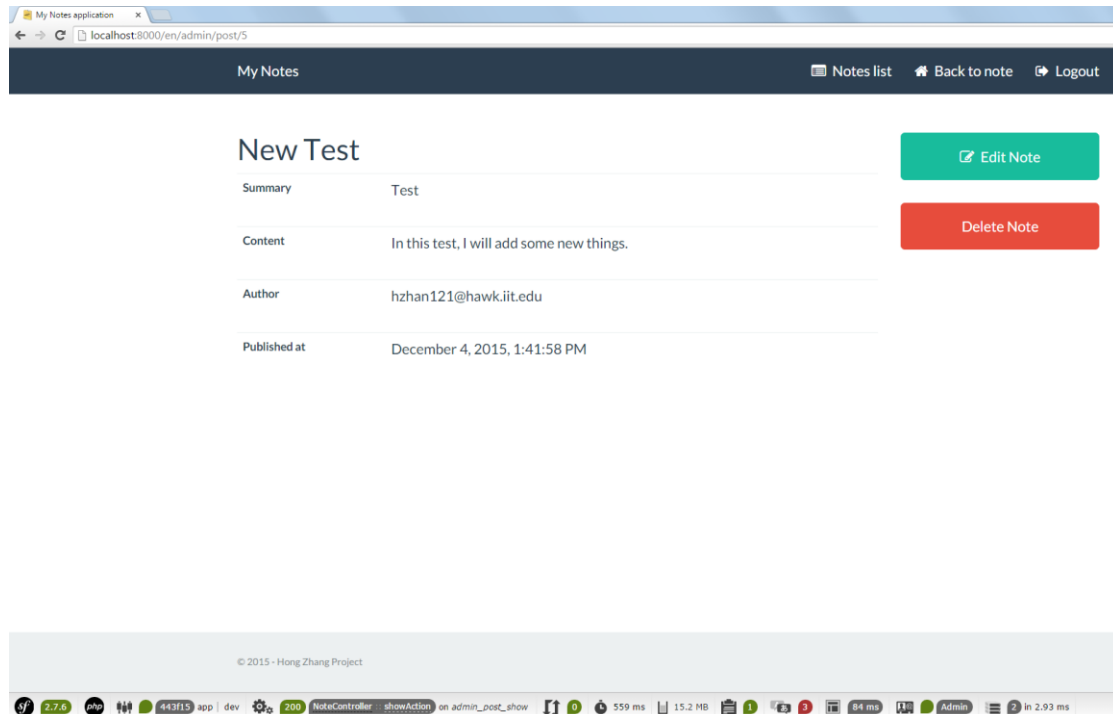 My Notes application
localhost:8000/en/admin/post/5
My Notes Notes list Back to note Logout
New Test
Edit Note
Summary Test
Delete Note
Content In this test, I will add some new things.
Author hzhan121@hawk.iit.edu
Published at December 4, 2015, 1:41:58 PM
© 2015 - Hong Zhang Project
sf 2.7.6 php 443f15 app dev 200 NoteController :: showAction on admin_post_show 0 559 ms 15.2 MB 1 3 84 ms Admin 2 in 2.93 ms